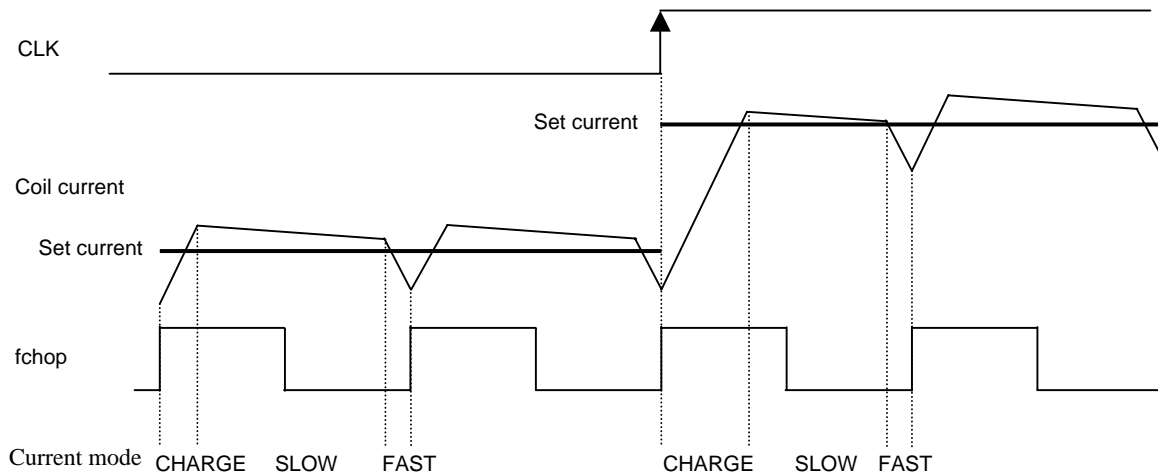 CLK
Set current
Coil current
Set current
fchop
Current mode CHARGE SLOW FAST CHARGE SLOW FAST